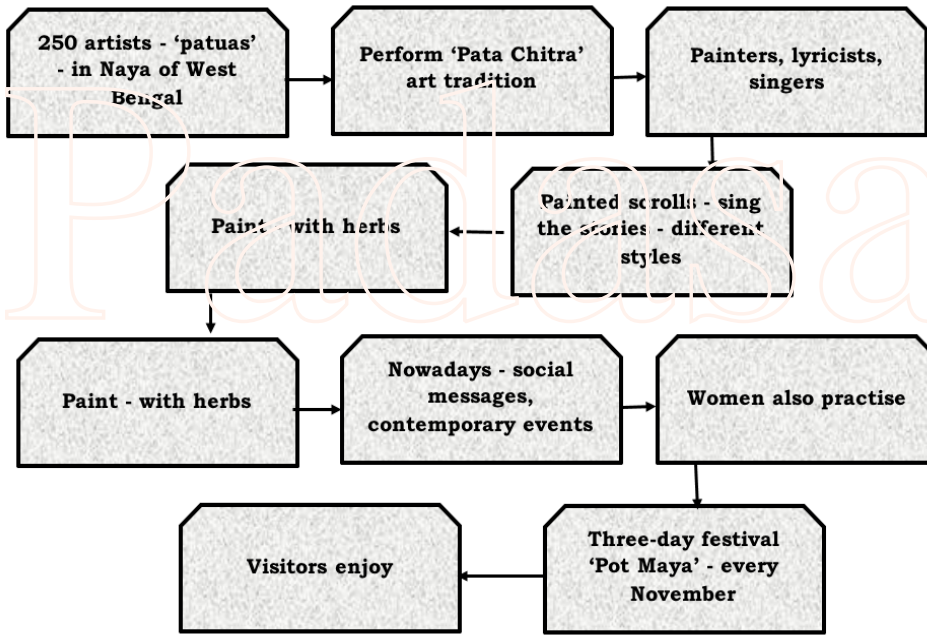 250 artists - ‘patuas’
- in Naya of West
Bengal
Perform ‘Pata Chitra’
art tradition
Painters, lyricists,
singers
Painted scrolls - sing
the stories - different
styles
Paint - with herbs
Paint - with herbs
Nowadays - social
messages,
contemporary events
Women also practise
Three-day festival
‘Pot Maya’ - every
November
Visitors enjoy
Padasa